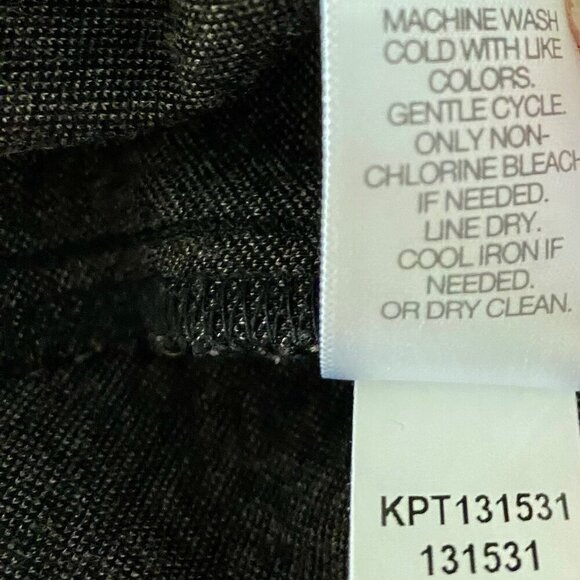 MACHINE WASH
COLD WITH LIKE
COLORS.
GENTLE CYCLE.
ONLY NON-
CHLORINE BLEACH
IF NEEDED.
LINE DRY.
COOL IRON IF
NEEDED.
OR DRY CLEAN.
KPT131531
131531